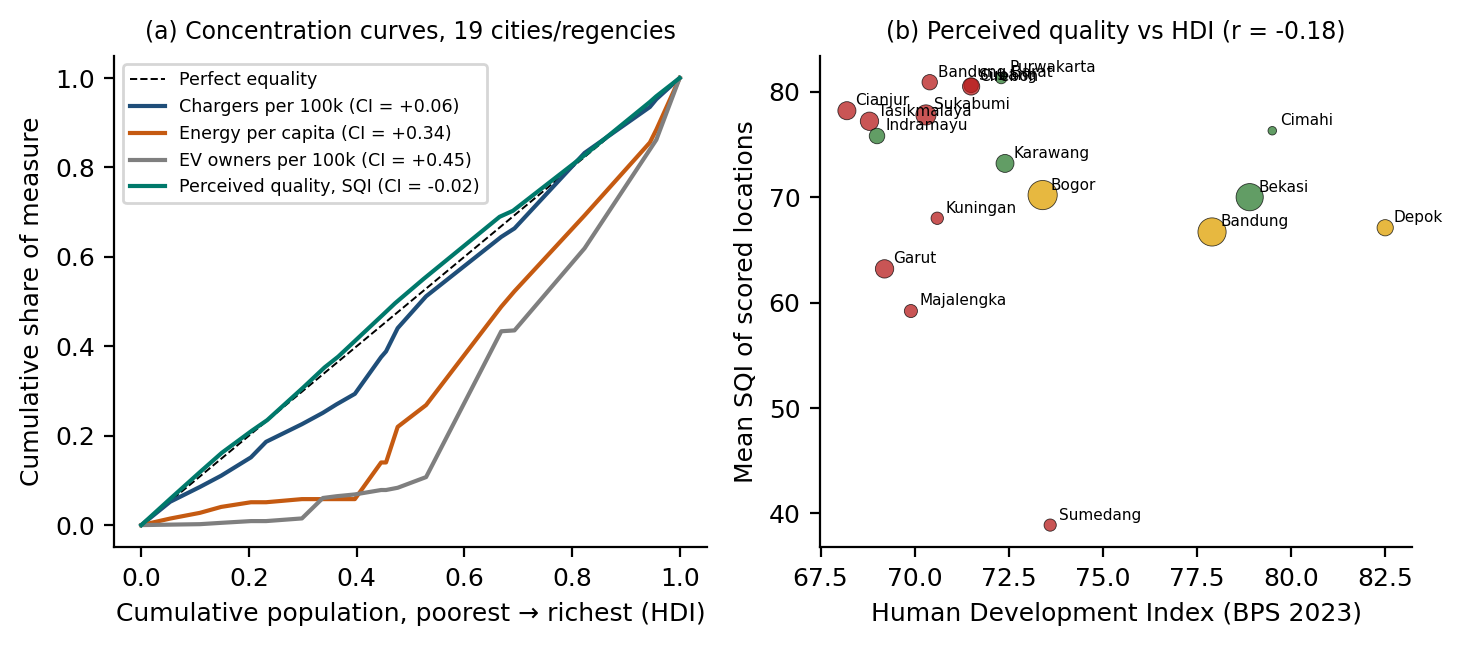 (a) Concentration curves, 19 cities/regencies
Cumulative share of measure
1.0
0.8
0.6
0.4
0.2
0.0
Perfect equality
Chargers per 100k (CI = +0.06)
Energy per capita (CI = +0.34)
EV owners per 100k (CI = +0.45)
Perceived quality, SQI (CI = -0.02)
0.0 0.2 0.4 0.6 0.8 1.0
Cumulative population, poorest → richest (HDI)
(b) Perceived quality vs HDI (r = -0.18)
Mean SQI of scored locations
80
70
60
50
40
Purwakarta
Bandung Barat
Cianjur
Tasikmalaya
Sukabumi
Indramayu
Cimahi
Karawang
Bogor
Bekasi
Kuningan
Bandung
Depok
Garut
Majalengka
Sumedang
67.5 70.0 72.5 75.0 77.5 80.0 82.5
Human Development Index (BPS 2023)